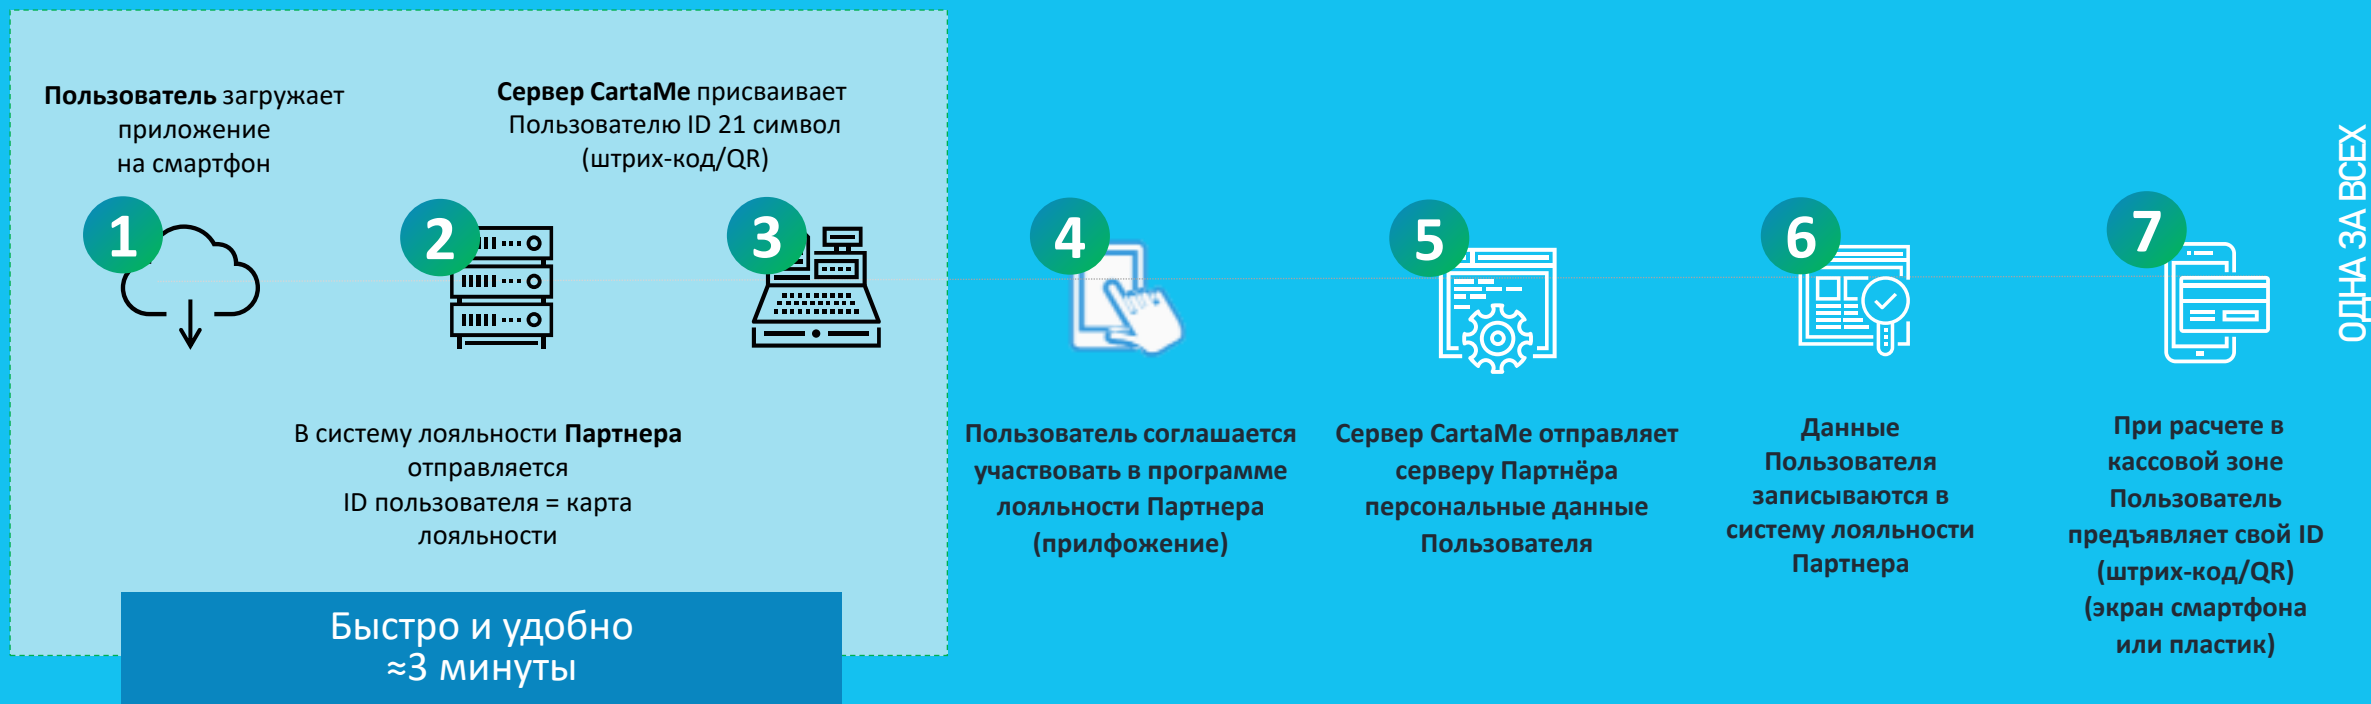 Пользователь загружает
приложение
на смартфон
1
Сервер CartaMe присваивает
Пользователю ID 21 символ
(штрих-код/QR)
2
3
В систему лояльности Партнера
отправляется
ID пользователя = карта
лояльности
Быстро и удобно
≈3 минуты
4
Пользователь соглашается
участвовать в программе
лояльности Партнера
(прилфожение)
5
Сервер CartaMe отправляет
серверу Партнёра
персональные данные
Пользователя
6
Данные
Пользователя
записываются в
систему лояльности
Партнера
7
При расчете в
кассовой зоне
Пользователь
предъявляет свой ID
(штрих-код/QR)
(экран смартфона
или пластик)
ОДНА ЗА ВСЕХ